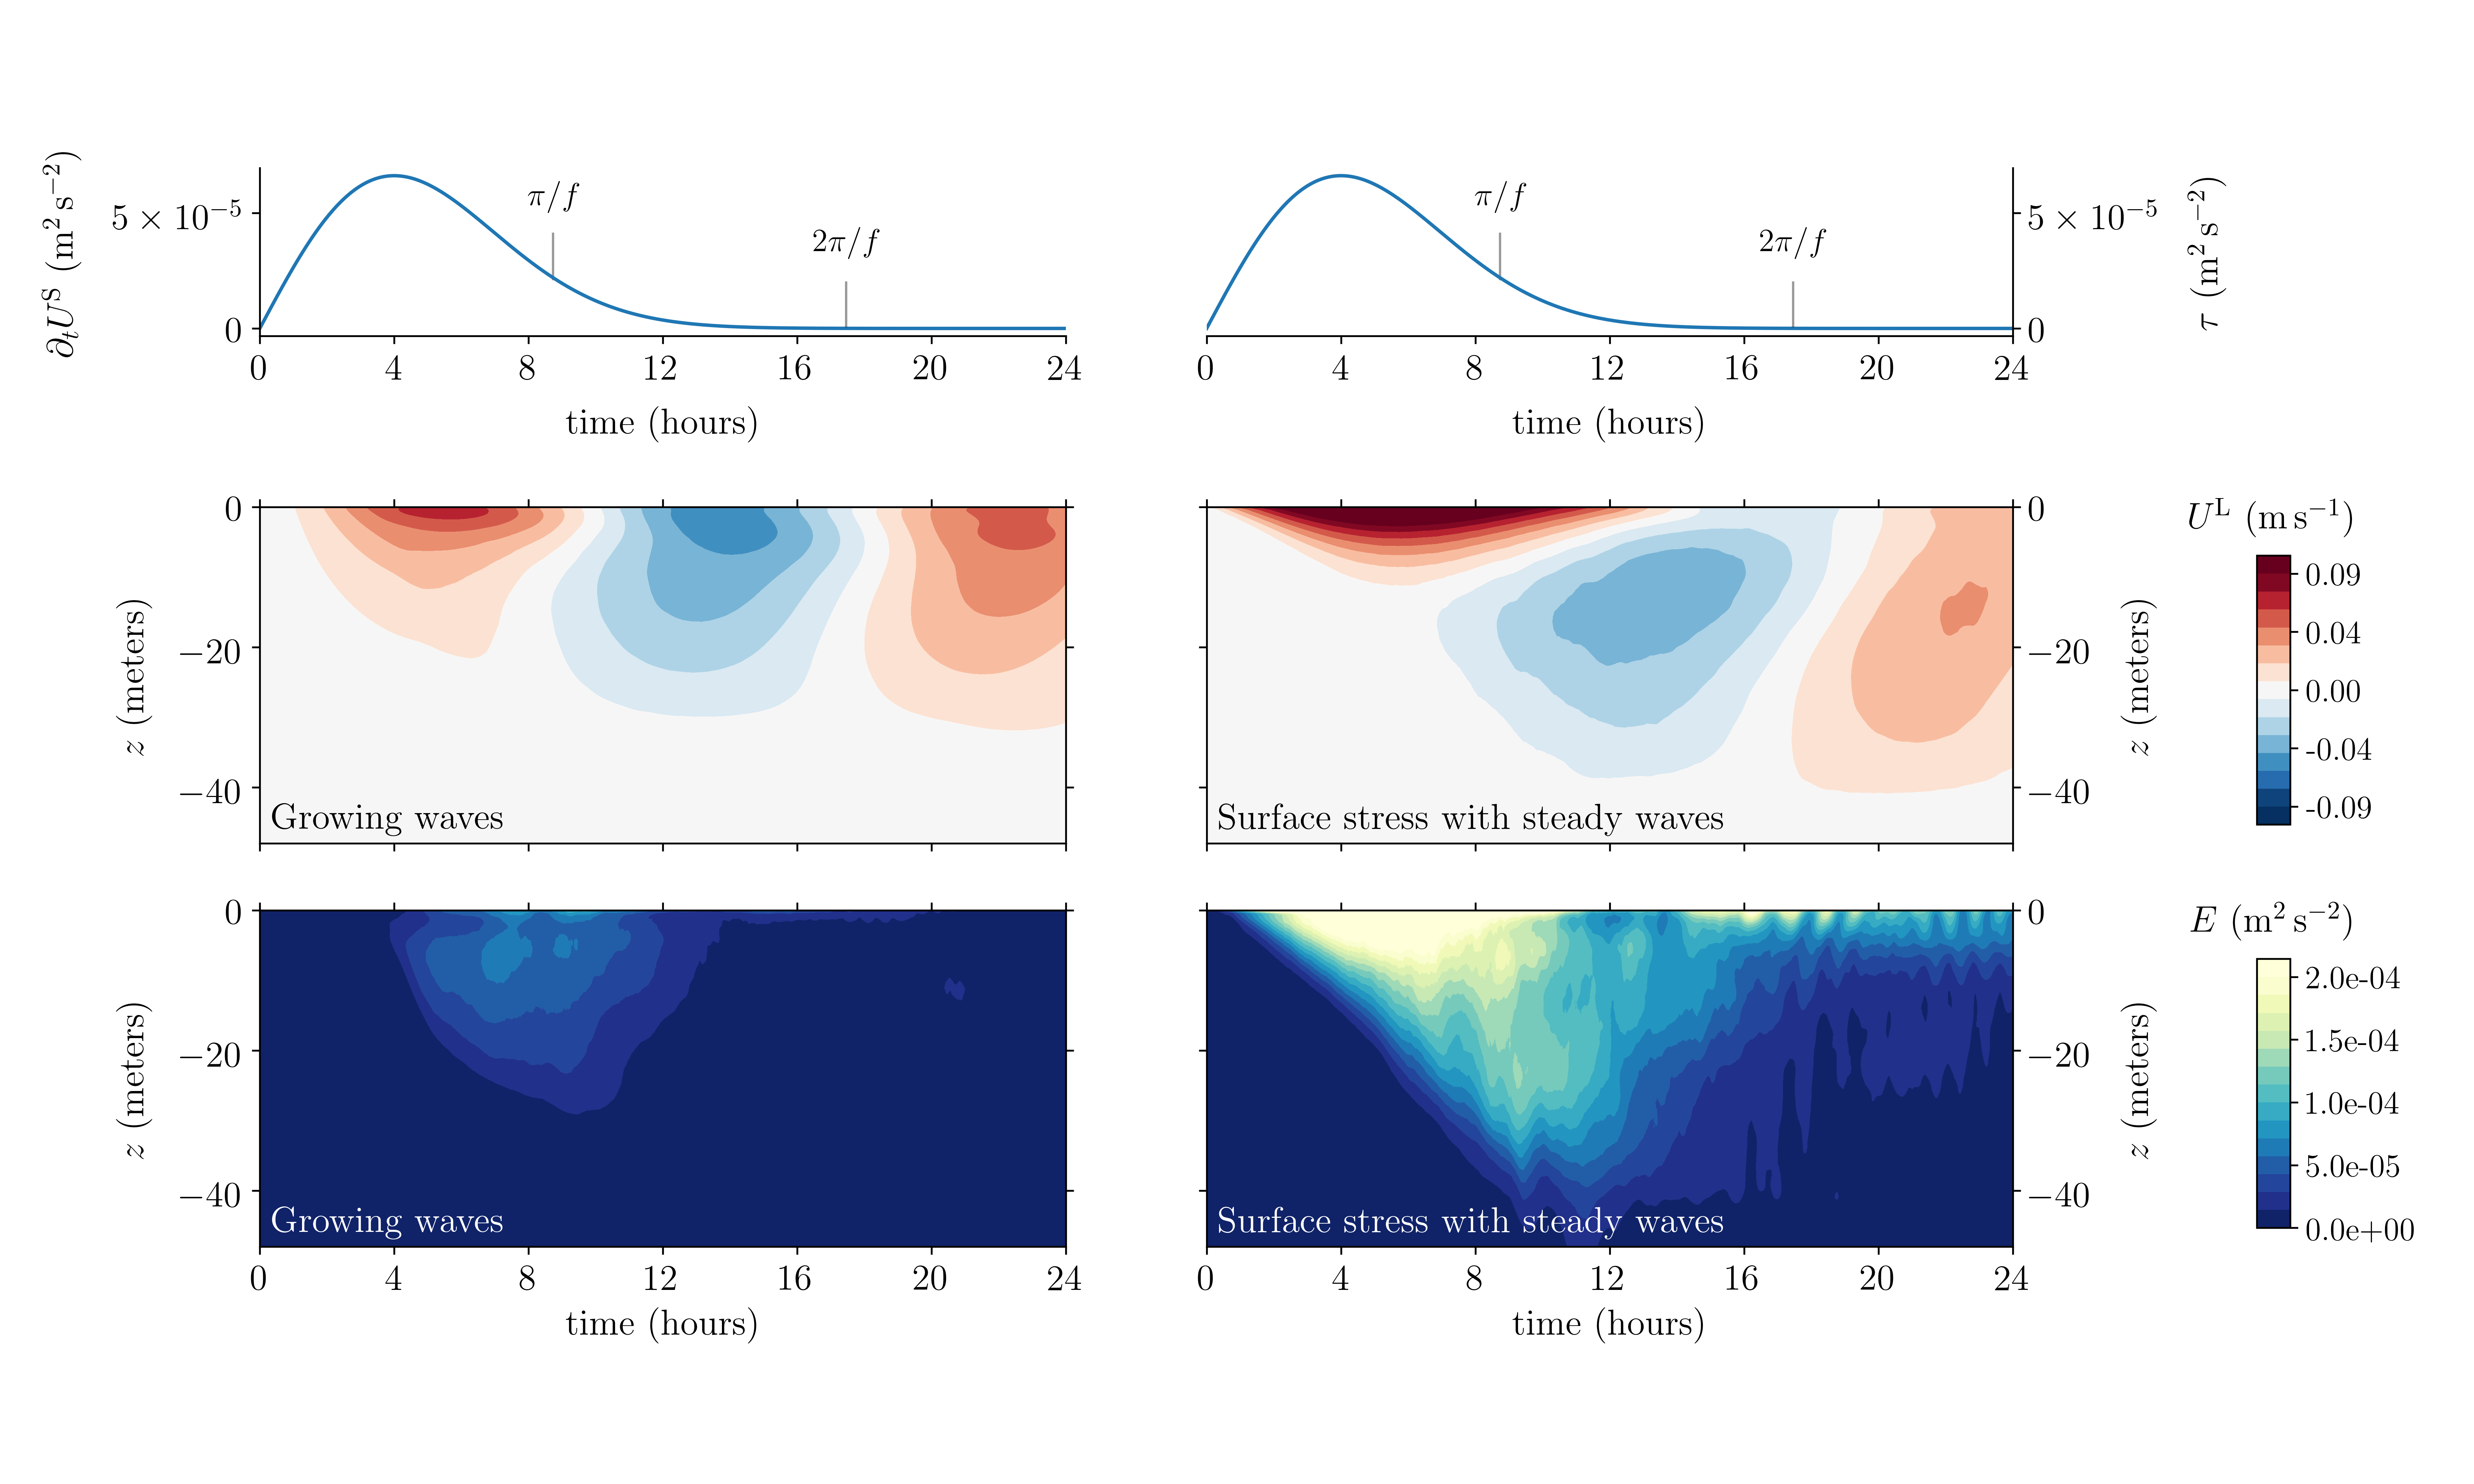 ∂ₜUˢ (m² s⁻²)
5 × 10⁻⁵
0
π/f
2π/f
0 4 8 12 16 20 24
time (hours)
π/f
2π/f
5 × 10⁻⁵
0
τ (m² s⁻²)
0 4 8 12 16 20 24
time (hours)
z (meters)
0
−20
−40
Growing waves
Surface stress with steady waves
0
−20
−40
z (meters)
Uᴸ (m s⁻¹)
0.09
0.04
0.00
-0.04
-0.09
z (meters)
0
−20
−40
Growing waves
0 4 8 12 16 20 24
time (hours)
Surface stress with steady waves
0
−20
−40
z (meters)
0 4 8 12 16 20 24
time (hours)
E (m² s⁻²)
2.0e-04
1.5e-04
1.0e-04
5.0e-05
0.0e+00